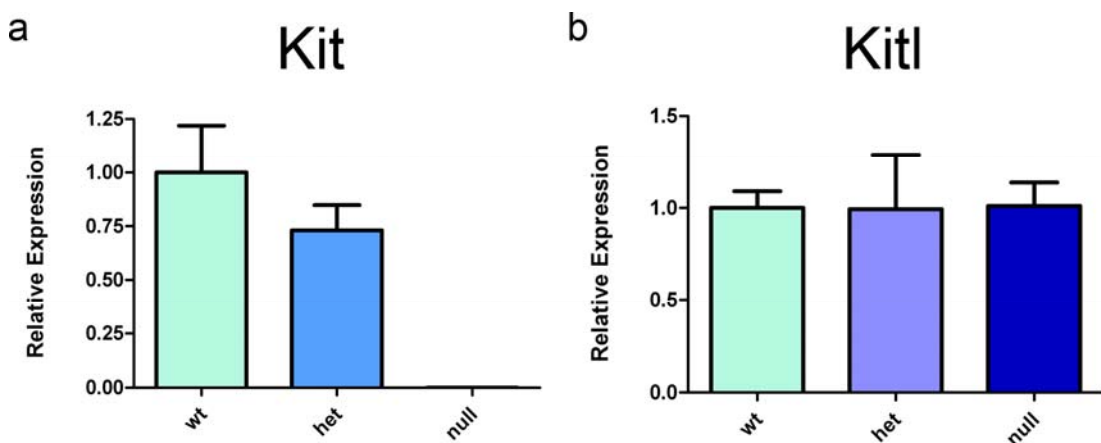 a
Kit
Relative Expression
1.25
1.00
0.75
0.50
0.25
0.00
wt
het
null
b
Kitl
Relative Expression
1.5
1.0
0.5
0.0
wt
het
null